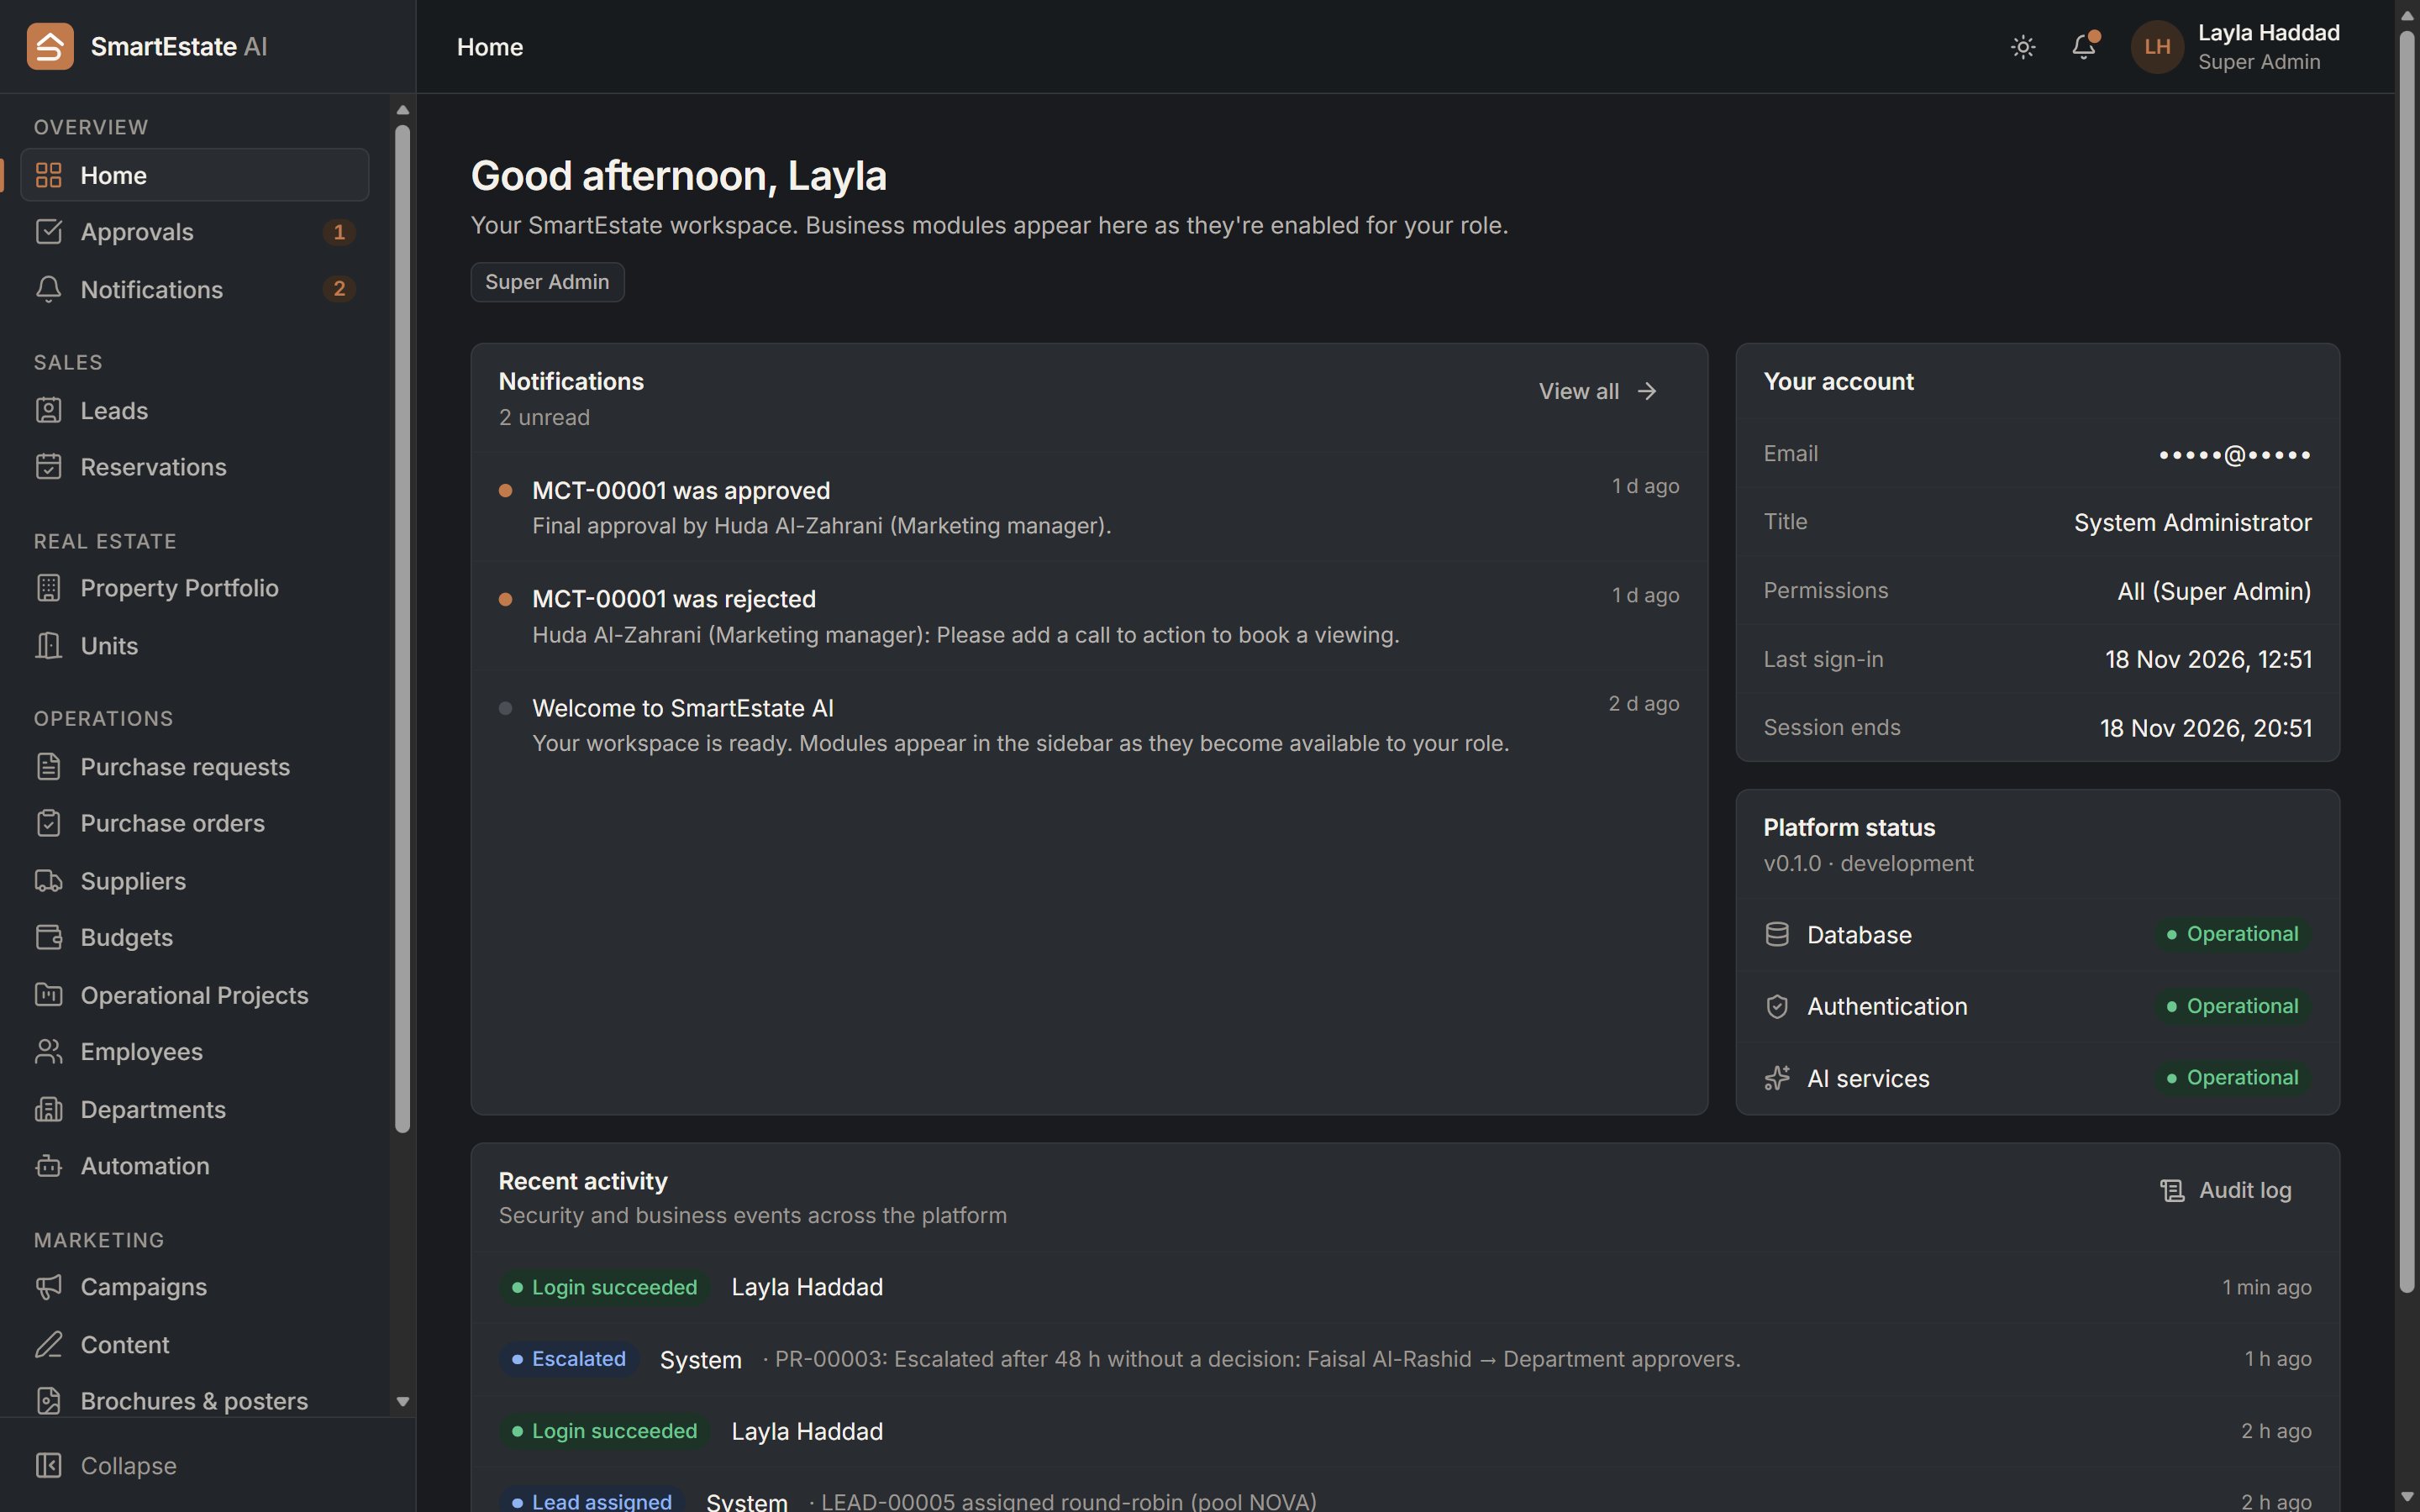 SmartEstate AI
OVERVIEW
Home
Approvals 1
Notifications 2
SALES
Leads
Reservations
REAL ESTATE
Property Portfolio
Units
OPERATIONS
Purchase requests
Purchase orders
Suppliers
Budgets
Operational Projects
Employees
Departments
Automation
MARKETING
Campaigns
Content
Brochures & posters
Collapse
Home
LH
Layla Haddad
Super Admin
Good afternoon, Layla
Your SmartEstate workspace. Business modules appear here as they're enabled for your role.
Super Admin
Notifications
2 unread
View all →
MCT-00001 was approved 1 d ago
Final approval by Huda Al-Zahrani (Marketing manager).
MCT-00001 was rejected 1 d ago
Huda Al-Zahrani (Marketing manager): Please add a call to action to book a viewing.
Welcome to SmartEstate AI 2 d ago
Your workspace is ready. Modules appear in the sidebar as they become available to your role.
Your account
Email •••••@•••••
Title System Administrator
Permissions All (Super Admin)
Last sign-in 18 Nov 2026, 12:51
Session ends 18 Nov 2026, 20:51
Platform status
v0.1.0 · development
Database Operational
Authentication Operational
AI services Operational
Recent activity
Security and business events across the platform
Audit log
Login succeeded Layla Haddad 1 min ago
Escalated System · PR-00003: Escalated after 48 h without a decision: Faisal Al-Rashid → Department approvers. 1 h ago
Login succeeded Layla Haddad 2 h ago
Lead assigned System · LEAD-00005 assigned round-robin (pool NOVA) 2 h ago